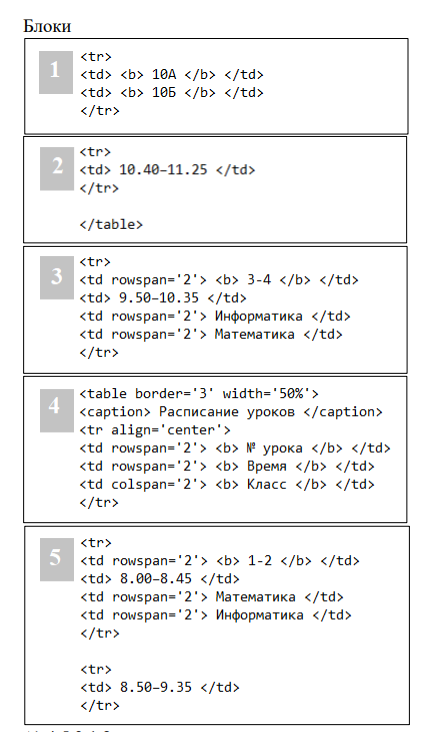 Блоки
1
<tr>
<td> <b> 10А </b> </td>
<td> <b> 10Б </b> </td>
</tr>
2
<tr>
<td> 10.40–11.25 </td>
</tr>
</table>
3
<tr>
<td rowspan='2'> <b> 3-4 </b> </td>
<td> 9.50–10.35 </td>
<td rowspan='2'> Информатика </td>
<td rowspan='2'> Математика </td>
</tr>
4
<table border='3' width='50%'>
<caption> Расписание уроков </caption>
<tr align='center'>
<td rowspan='2'> <b> № урока </b> </td>
<td rowspan='2'> <b> Время </b> </td>
<td colspan='2'> <b> Класс </b> </td>
</tr>
5
<tr>
<td rowspan='2'> <b> 1-2 </b> </td>
<td> 8.00–8.45 </td>
<td rowspan='2'> Математика </td>
<td rowspan='2'> Информатика </td>
</tr>
<tr>
<td> 8.50–9.35 </td>
</tr>